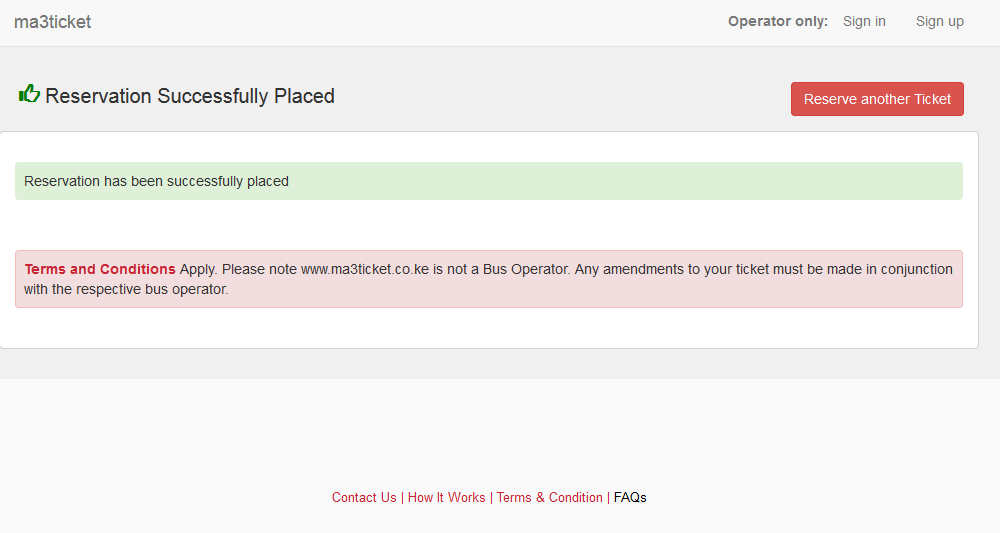 ma3ticket
Operator only: Sign in Sign up
Reservation Successfully Placed
Reserve another Ticket
Reservation has been successfully placed
Terms and Conditions Apply. Please note www.ma3ticket.co.ke is not a Bus Operator. Any amendments to your ticket must be made in conjunction
with the respective bus operator.
Contact Us | How It Works | Terms & Condition | FAQs